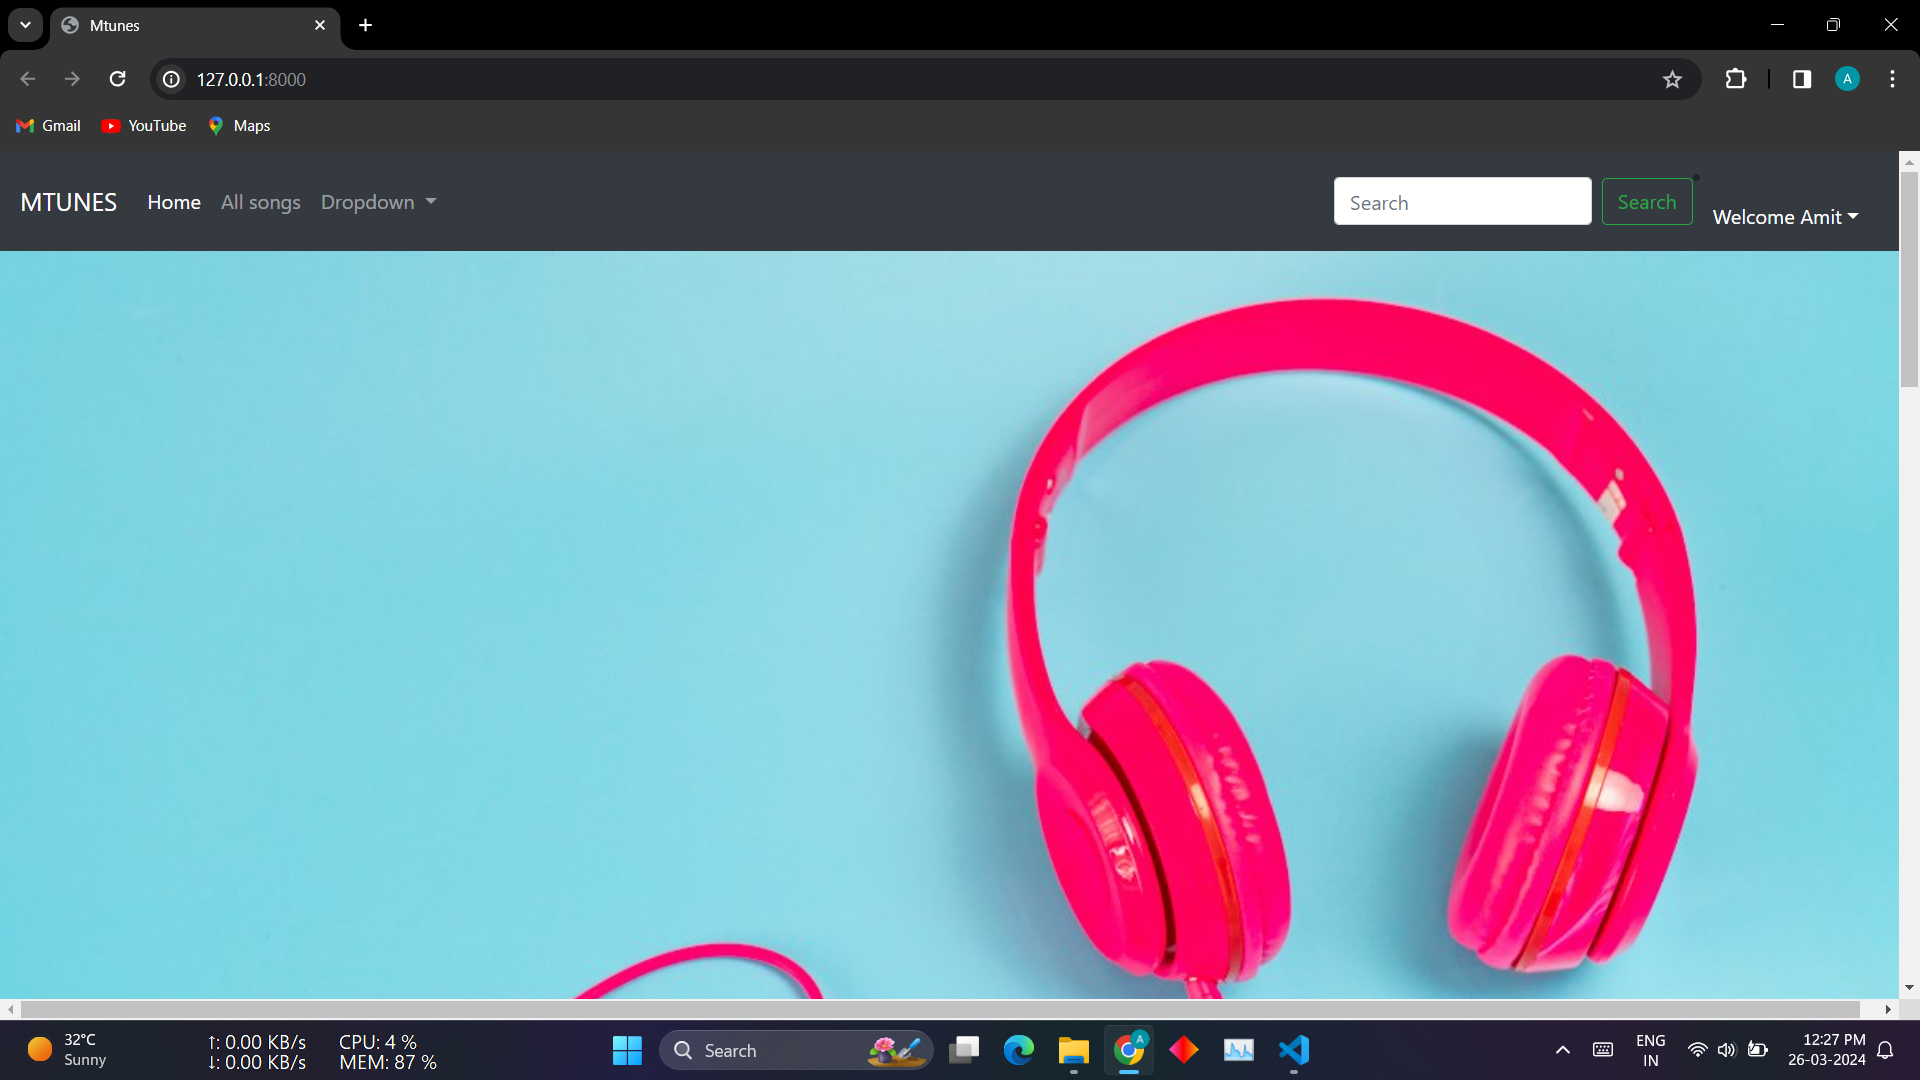 Mtunes
127.0.0.1:8000
A
Gmail YouTube Maps
MTUNES Home All songs Dropdown Search Search Welcome Amit
32°C
Sunny
↑: 0.00 KB/s
↓: 0.00 KB/s
CPU: 4 %
MEM: 87 %
Search
A
ENG
IN
12:27 PM
26-03-2024